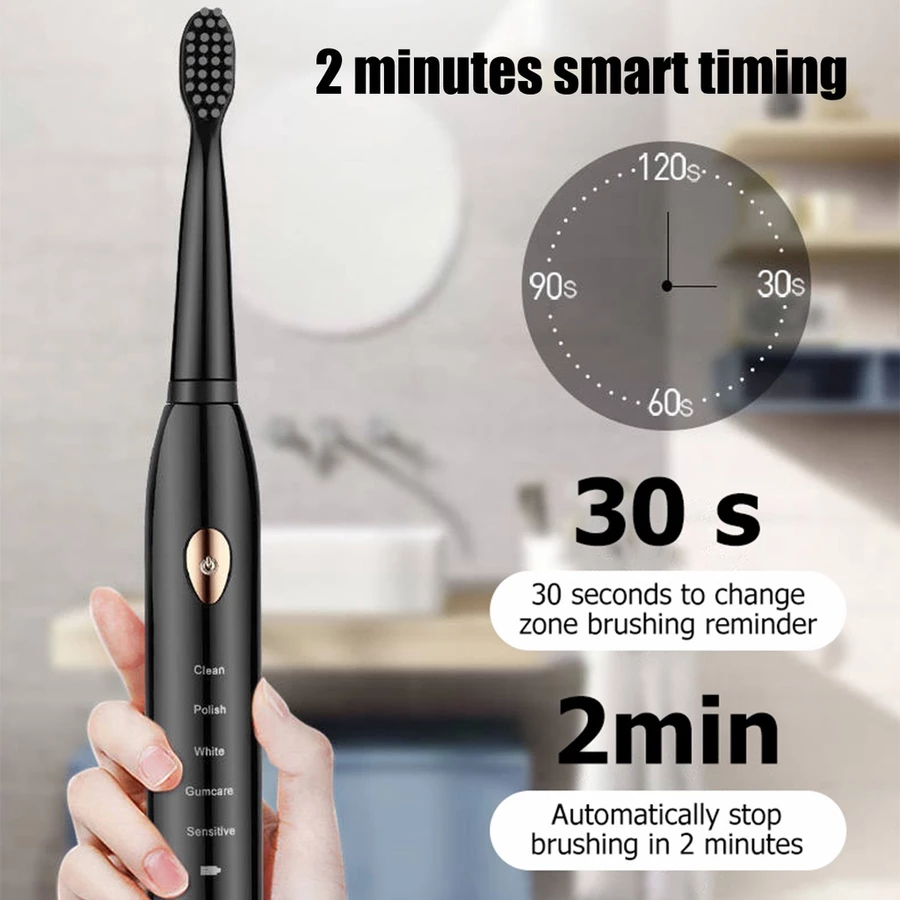 2 minutes smart timing
120s
90s
30s
60s
30 s
30 seconds to change
zone brushing reminder
Clean
Polish
White
Gumcare
Sensitive
2min
Automatically stop
brushing in 2 minutes